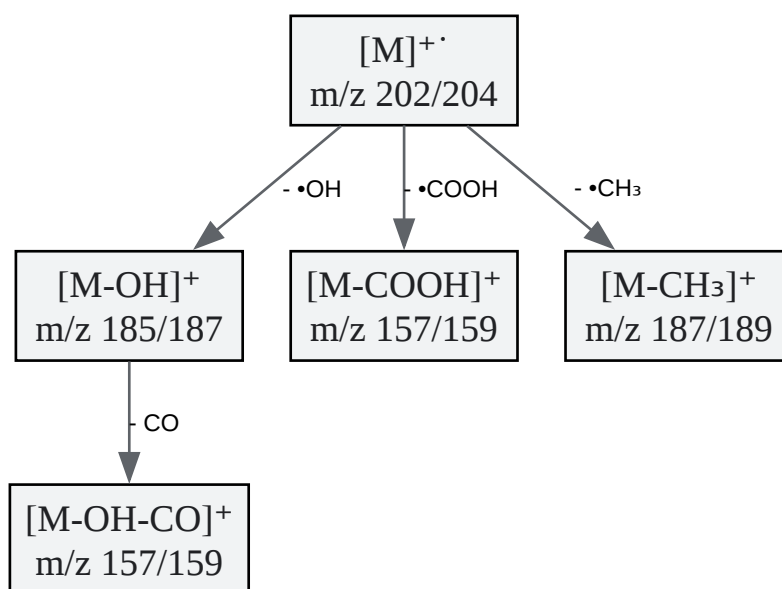 [M]⁺˙
m/z 202/204
- •OH
- •COOH
- •CH₃
[M-OH]⁺
m/z 185/187
[M-COOH]⁺
m/z 157/159
[M-CH₃]⁺
m/z 187/189
- CO
[M-OH-CO]⁺
m/z 157/159